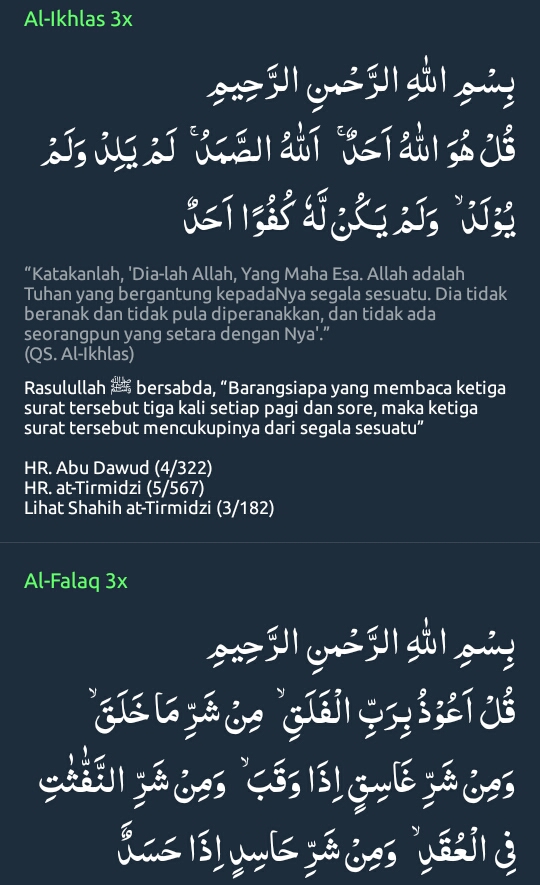 Al-Ikhlas 3x
بِسْمِ اللّٰهِ الرَّحْمٰنِ الرَّحِيْمِ
قُلْ هُوَ اللّٰهُ اَحَدٌۚ اَللّٰهُ الصَّمَدُۚ لَمْ يَلِدْ وَلَمْ
يُوْلَدْۙ وَلَمْ يَكُنْ لَّهٗ كُفُوًا اَحَدٌ
“Katakanlah, 'Dia-lah Allah, Yang Maha Esa. Allah adalah
Tuhan yang bergantung kepadaNya segala sesuatu. Dia tidak
beranak dan tidak pula diperanakkan, dan tidak ada
seorangpun yang setara dengan Nya'.”
(QS. Al-Ikhlas)
Rasulullah ﷺ bersabda, “Barangsiapa yang membaca ketiga
surat tersebut tiga kali setiap pagi dan sore, maka ketiga
surat tersebut mencukupinya dari segala sesuatu”
HR. Abu Dawud (4/322)
HR. at-Tirmidzi (5/567)
Lihat Shahih at-Tirmidzi (3/182)
Al-Falaq 3x
بِسْمِ اللّٰهِ الرَّحْمٰنِ الرَّحِيْمِ
قُلْ اَعُوْذُ بِرَبِّ الْفَلَقِۙ مِنْ شَرِّ مَا خَلَقَۙ
وَمِنْ شَرِّ غَاسِقٍ اِذَا وَقَبَۙ وَمِنْ شَرِّ النَّفّٰثٰتِ
فِى الْعُقَدِۙ وَمِنْ شَرِّ حَاسِدٍ اِذَا حَسَدَࣖ